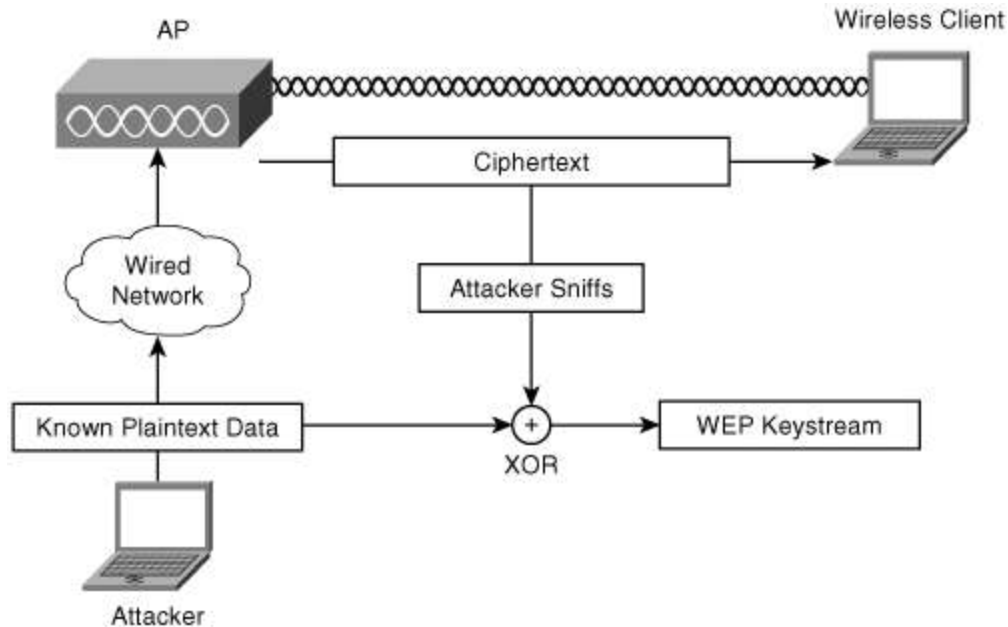 AP
Wireless Client
Ciphertext
Wired
Network
Attacker Sniffs
Known Plaintext Data
+
XOR
WEP Keystream
Attacker